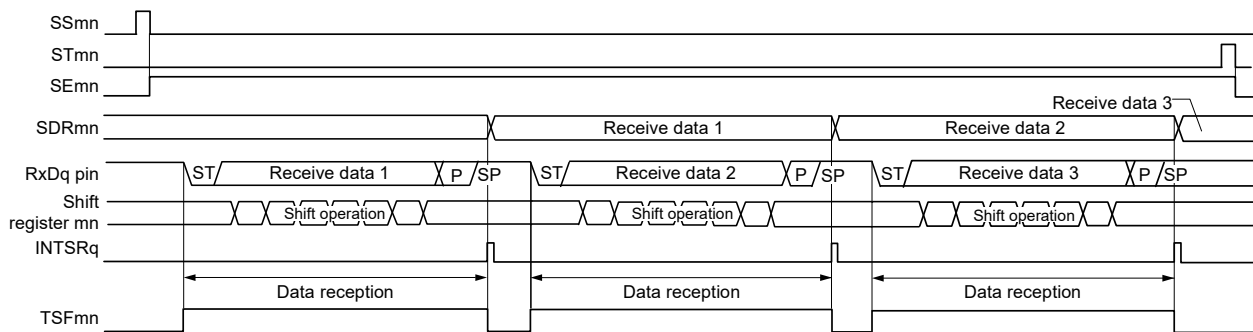 SSmn
STmn
SEmn
Receive data 3
SDRmn Receive data 1 Receive data 2
RxDq pin ST Receive data 1 P SP ST Receive data 2 P SP ST Receive data 3 P SP
Shift
register mn Shift operation Shift operation Shift operation
INTSRq
Data reception Data reception Data reception
TSFmn